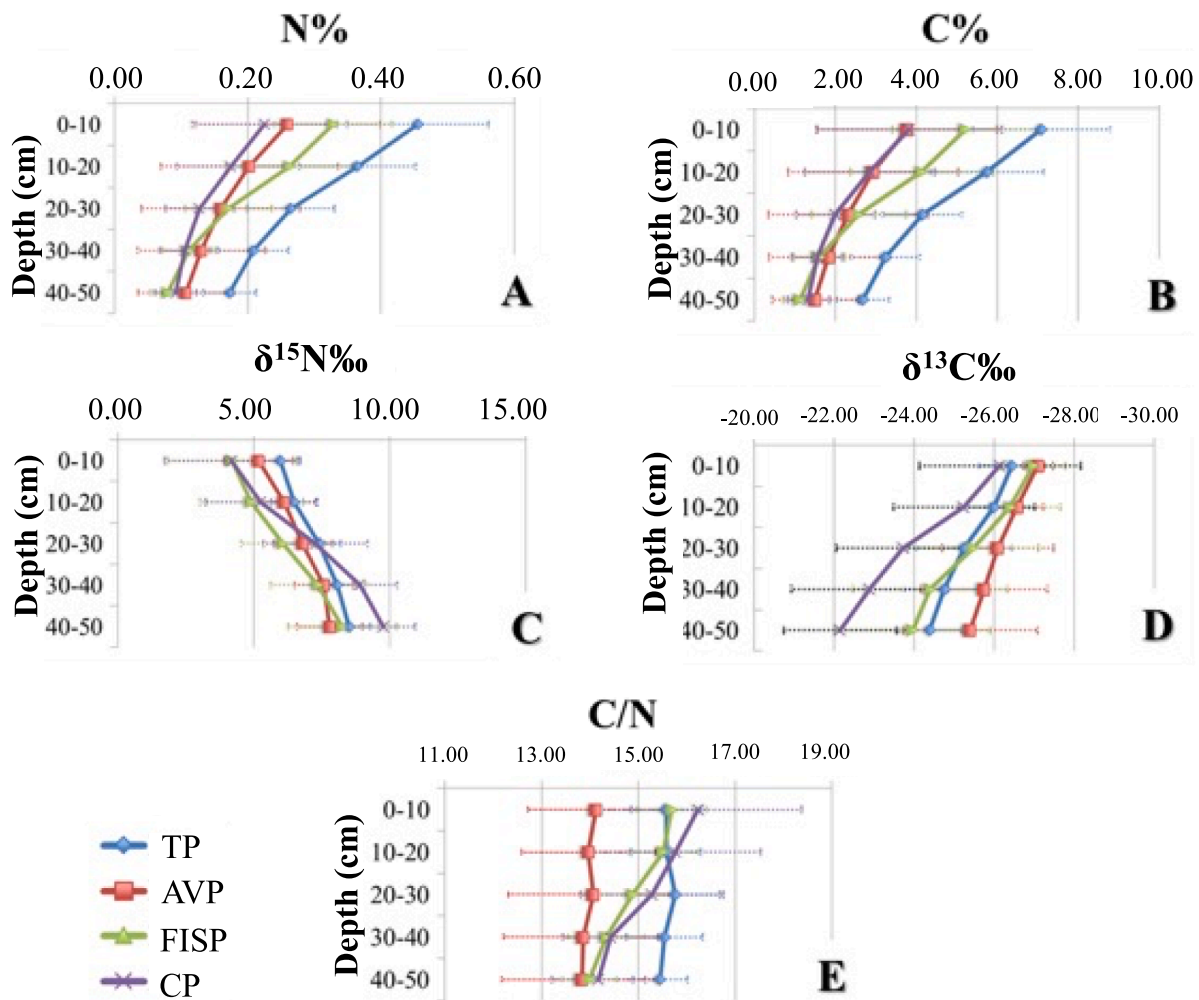 N%
0.00 0.20 0.40 0.60
Depth (cm)
0-10
10-20
20-30
30-40
40-50
A
C%
0.00 2.00 4.00 6.00 8.00 10.00
Depth (cm)
0-10
10-20
20-30
30-40
40-50
B
δ¹⁵N‰
0.00 5.00 10.00 15.00
Depth (cm)
0-10
10-20
20-30
30-40
40-50
C
δ¹³C‰
-20.00 -22.00 -24.00 -26.00 -28.00 -30.00
Depth (cm)
0-10
10-20
20-30
30-40
40-50
D
C/N
11.00 13.00 15.00 17.00 19.00
Depth (cm)
0-10
10-20
20-30
30-40
40-50
E
TP
AVP
FISP
CP